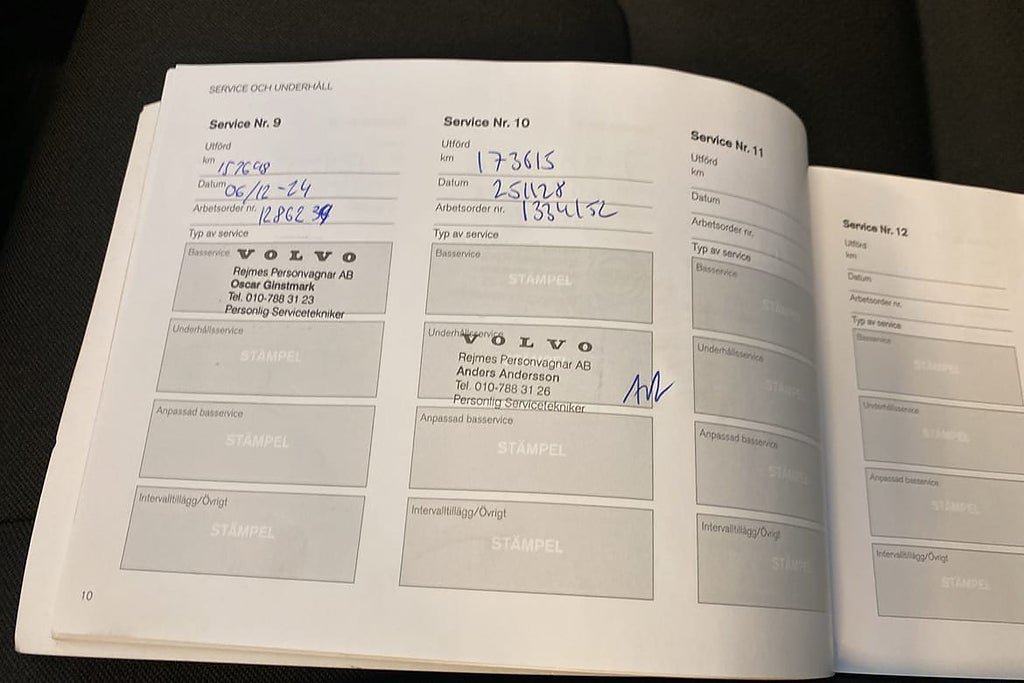 SERVICE OCH UNDERHÅLL
Service Nr. 9
Utförd
km
Datum 06/12-24
Arbetsorder nr.
Typ av service
Basservice VOLVO
Rejmes Personvagnar AB
Oscar Ginstmark
Tel. 010-788 31 23
Personlig Servicetekniker
Underhållsservice
STÄMPEL
Anpassad basservice
STÄMPEL
Intervalltillägg/Övrigt
STÄMPEL
10
Service Nr. 10
Utförd
km 173615
Datum 251128
Arbetsorder nr. 1334152
Typ av service
Basservice
STÄMPEL
Underhållsservice
VOLVO
Rejmes Personvagnar AB
Anders Andersson
Tel. 010-788 31 26
Personlig Servicetekniker
Anpassad basservice
STÄMPEL
Intervalltillägg/Övrigt
STÄMPEL
Service Nr. 11
Utförd
km
Datum
Arbetsorder nr.
Typ av service
Basservice
Underhållsservice
Anpassad basservice
Intervalltillägg/Övrigt
Service Nr. 12
Utförd
km
Datum
Arbetsorder nr.
Typ av service
Basservice
STÄMPEL
Underhållsservice
STÄMPEL
Anpassad basservice
STÄMPEL
Intervalltillägg/Övrigt
STÄMPEL